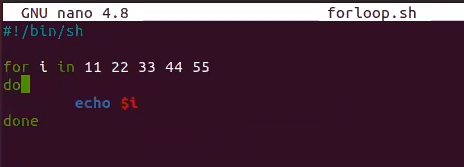 GNU nano 4.8 forloop.sh
#!/bin/sh
for i in 11 22 33 44 55
do
echo $i
done